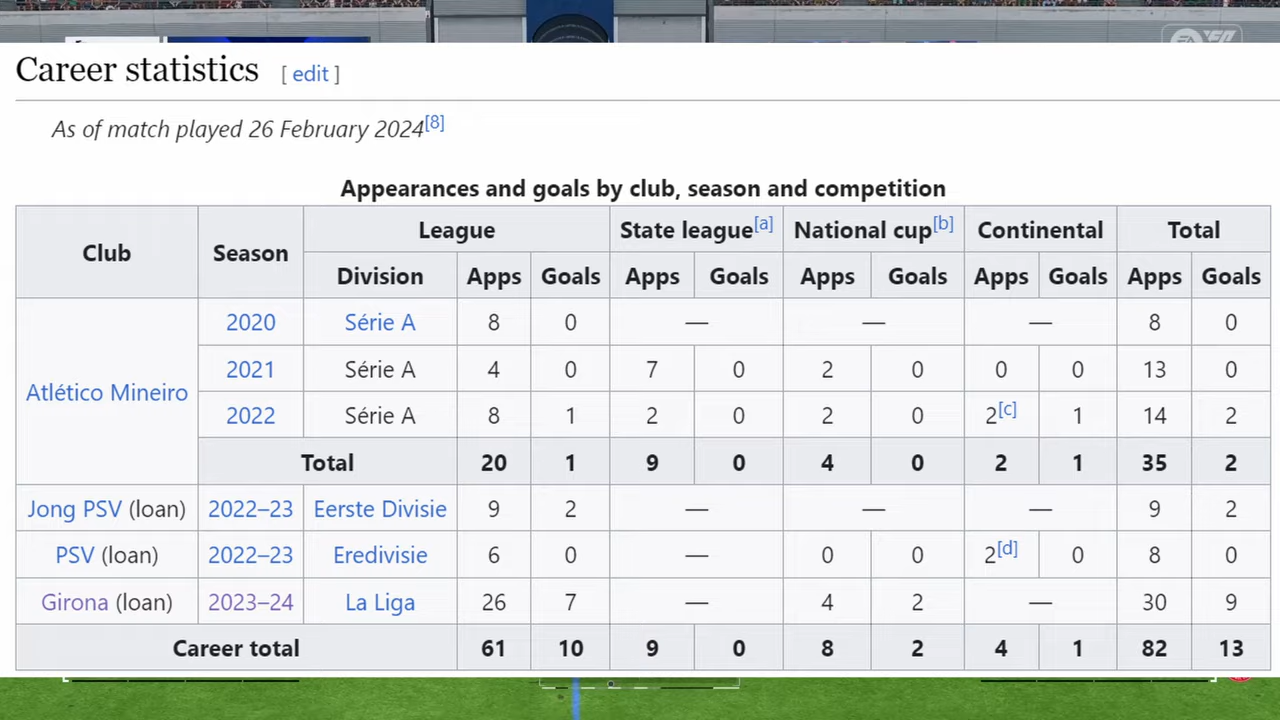 EA
Career statistics [ edit ]
As of match played 26 February 2024[8]
Appearances and goals by club, season and competition
Club Season League State league[a] National cup[b] Continental Total
Division Apps Goals Apps Goals Apps Goals Apps Goals Apps Goals
Atlético Mineiro 2020 Série A 8 0 — — — 8 0
2021 Série A 4 0 7 0 2 0 0 0 13 0
2022 Série A 8 1 2 0 2 0 2[c] 1 14 2
Total 20 1 9 0 4 0 2 1 35 2
Jong PSV (loan) 2022–23 Eerste Divisie 9 2 — — — 9 2
PSV (loan) 2022–23 Eredivisie 6 0 — 0 0 2[d] 0 8 0
Girona (loan) 2023–24 La Liga 26 7 — 4 2 — 30 9
Career total 61 10 9 0 8 2 4 1 82 13